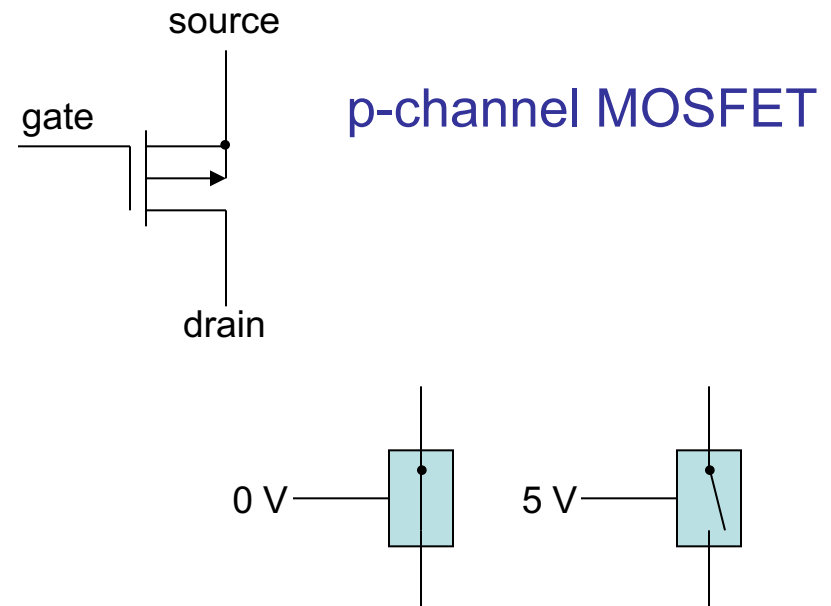 source
p-channel MOSFET
gate
drain
0 V
5 V